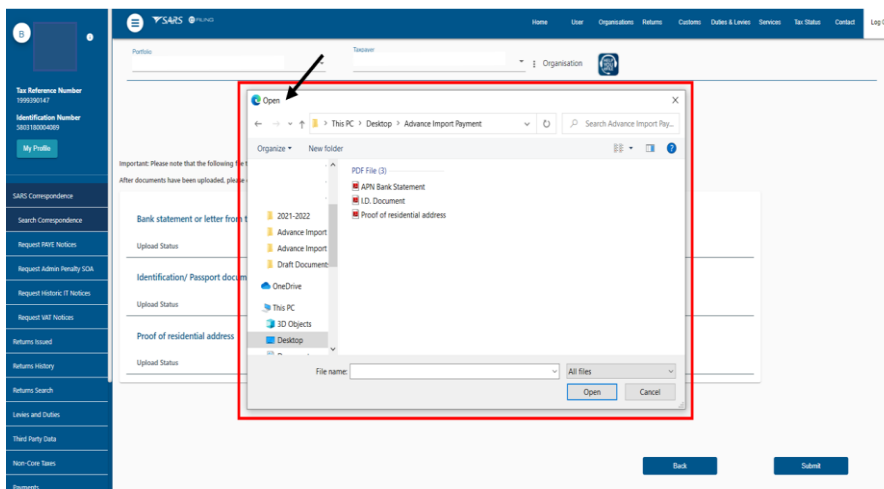 B
SARS eFILING
Home User Organisations Returns Customs Duties & Levies Services Tax Status Contact Log
Portfolio
Taxpayer
Organisation
Tax Reference Number
1999390147
Identification Number
5803180004089
My Profile
SARS Correspondence
Search Correspondence
Request PAYE Notices
Request Admin Penalty SOA
Request Historic IT Notices
Request VAT Notices
Returns Issued
Returns History
Returns Search
Levies and Duties
Third Party Data
Non-Core Taxes
Payments
Important: Please note that the following
After documents have been uploaded, please
Bank statement or letter from
Upload Status
Identification/ Passport docum
Upload Status
Proof of residential address
Upload Status
Open
This PC > Desktop > Advance Import Payment
Search Advance Import Pay...
Organize New folder
2021-2022
Advance Import
Advance Import
Draft Document
OneDrive
This PC
3D Objects
Desktop
PDF File (3)
APN Bank Statement
I.D. Document
Proof of residential address
File name:
All files
Open Cancel
Back Submit